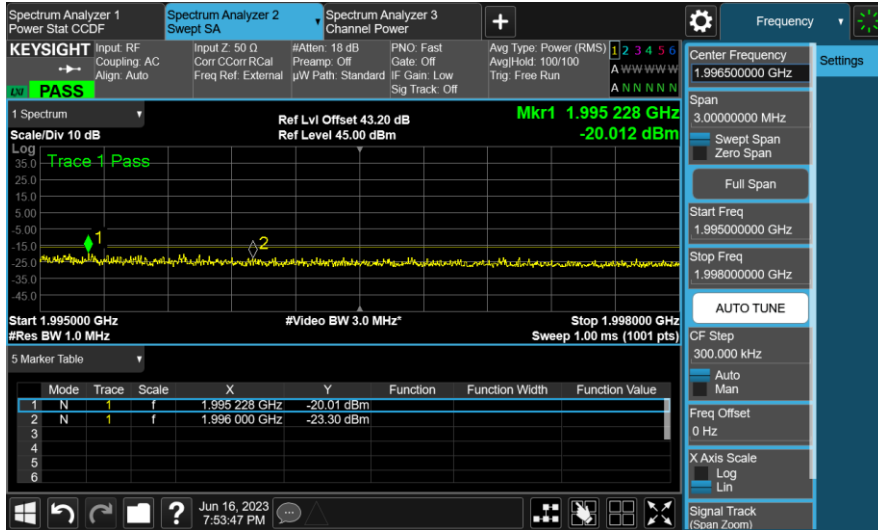 Spectrum Analyzer 1
Power Stat CCDF
Spectrum Analyzer 2
Swept SA
Spectrum Analyzer 3
Channel Power
+
Frequency
KEYSIGHT
Input: RF
Coupling: AC
Align: Auto
Input Z: 50 Ω
Corr CCorr RCal
Freq Ref: External
#Atten: 18 dB
Preamp: Off
µW Path: Standard
PNO: Fast
Gate: Off
IF Gain: Low
Sig Track: Off
Avg Type: Power (RMS)
Avg|Hold: 100/100
Trig: Free Run
1 2 3 4 5 6
A W W W W W
A N N N N N
LXI
PASS
1 Spectrum
Scale/Div 10 dB
Ref Lvl Offset 43.20 dB
Ref Level 45.00 dBm
Mkr1 1.995 228 GHz
-20.012 dBm
Log
Trace 1 Pass
35.0
25.0
15.0
5.00
-5.00
-15.0
-25.0
-35.0
-45.0
1
2
Start 1.995000 GHz
#Res BW 1.0 MHz
#Video BW 3.0 MHz*
Stop 1.998000 GHz
Sweep 1.00 ms (1001 pts)
5 Marker Table
Mode Trace Scale X Y Function Function Width Function Value
1 N 1 f 1.995 228 GHz -20.01 dBm
2 N 1 f 1.996 000 GHz -23.30 dBm
3
4
5
6
Jun 16, 2023
7:53:47 PM
?
Center Frequency
1.996500000 GHz
Settings
Span
3.00000000 MHz
Swept Span
Zero Span
Full Span
Start Freq
1.995000000 GHz
Stop Freq
1.998000000 GHz
AUTO TUNE
CF Step
300.000 kHz
Auto
Man
Freq Offset
0 Hz
X Axis Scale
Log
Lin
Signal Track
(Span Zoom)